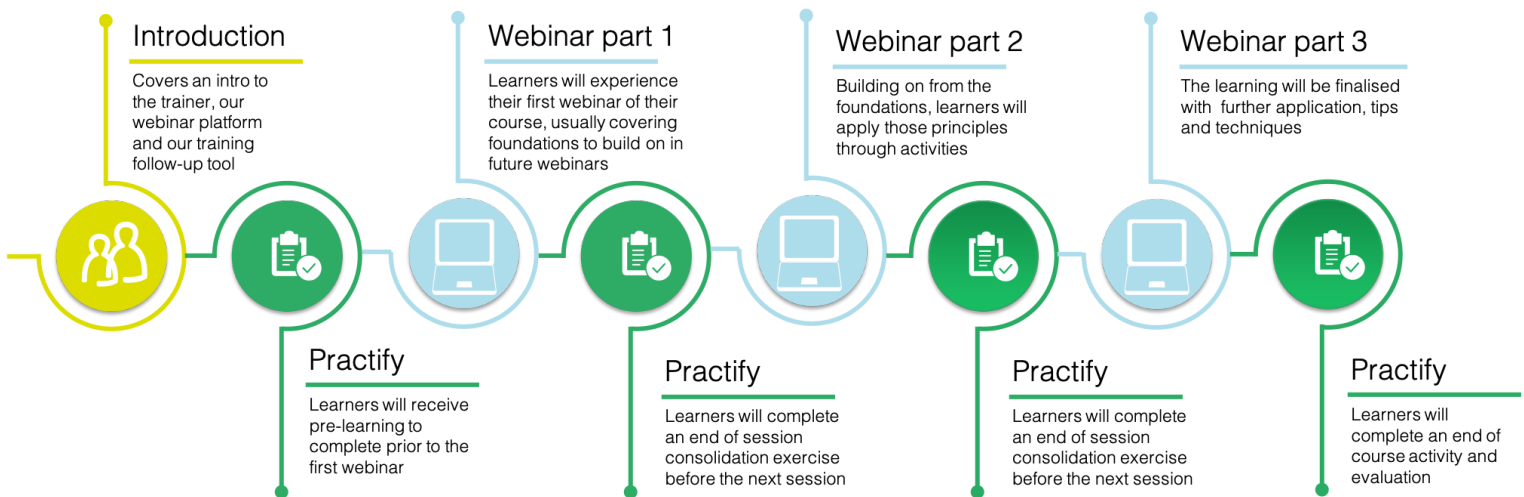 Introduction
Covers an intro to
the trainer, our
webinar platform
and our training
follow-up tool
Practify
Learners will receive
pre-learning to
complete prior to the
first webinar
Webinar part 1
Learners will experience
their first webinar of their
course, usually covering
foundations to build on in
future webinars
Practify
Learners will complete
an end of session
consolidation exercise
before the next session
Webinar part 2
Building on from the
foundations, learners will
apply those principles
through activities
Practify
Learners will complete
an end of session
consolidation exercise
before the next session
Webinar part 3
The learning will be finalised
with further application, tips
and techniques
Practify
Learners will
complete an end of
course activity and
evaluation